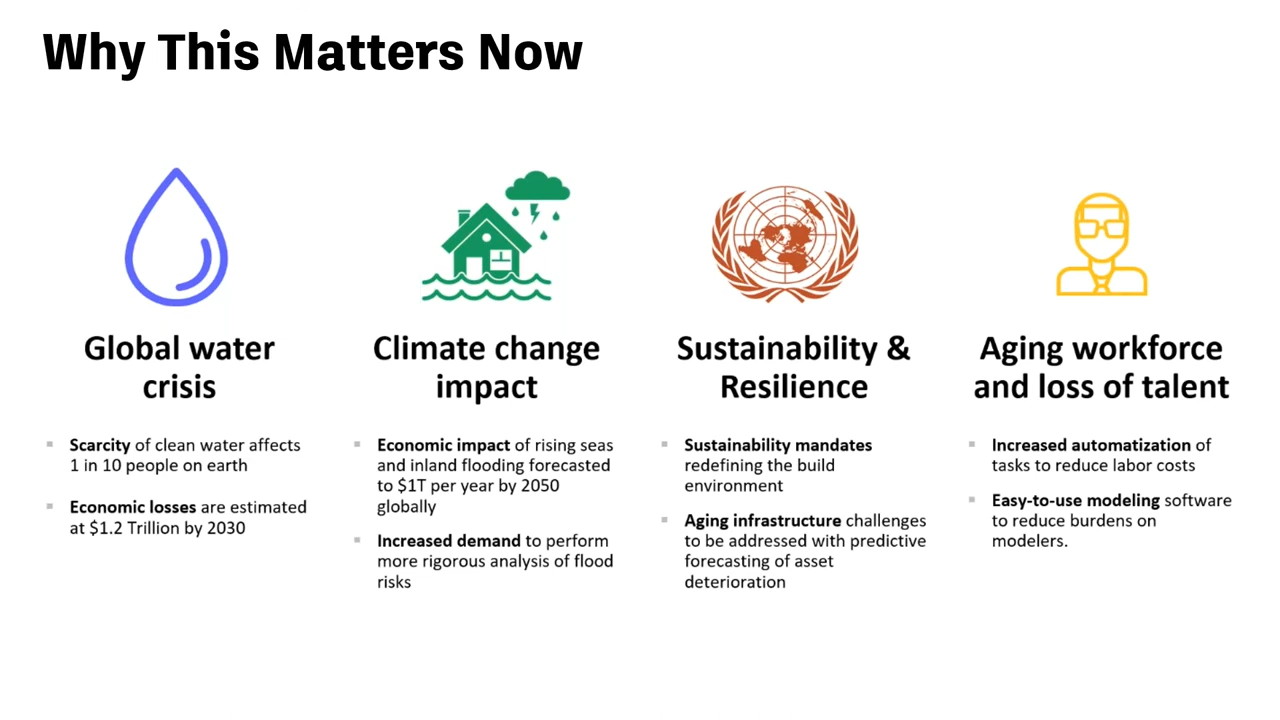 Why This Matters Now
Global water
crisis
▪ Scarcity of clean water affects
1 in 10 people on earth
▪ Economic losses are estimated
at $1.2 Trillion by 2030
Climate change
impact
▪ Economic impact of rising seas
and inland flooding forecasted
to $1T per year by 2050
globally
▪ Increased demand to perform
more rigorous analysis of flood
risks
Sustainability &
Resilience
▪ Sustainability mandates
redefining the build
environment
▪ Aging infrastructure challenges
to be addressed with predictive
forecasting of asset
deterioration
Aging workforce
and loss of talent
▪ Increased automatization of
tasks to reduce labor costs
▪ Easy-to-use modeling software
to reduce burdens on
modelers.